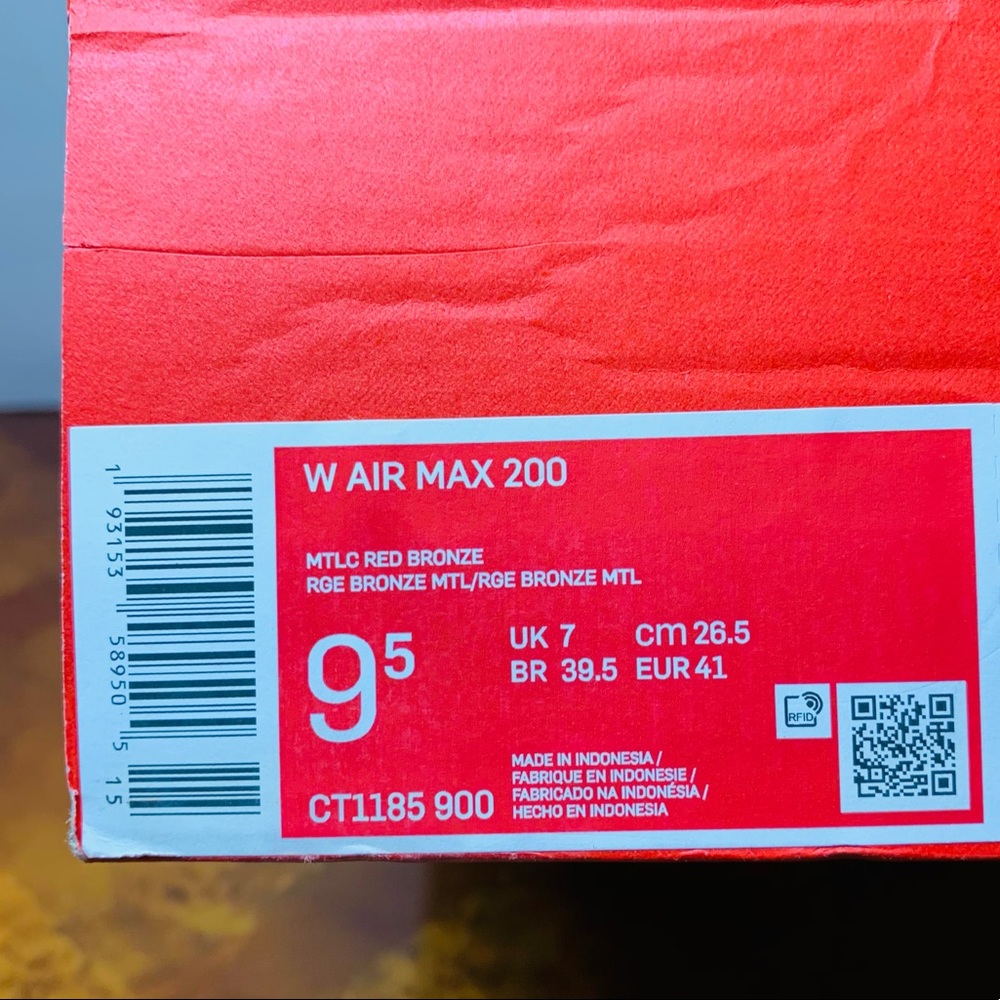 W AIR MAX 200
MTLC RED BRONZE
RGE BRONZE MTL/RGE BRONZE MTL
9⁵
UK 7 cm 26.5
BR 39.5 EUR 41
RFID
CT1185 900
MADE IN INDONESIA /
FABRIQUE EN INDONESIE /
FABRICADO NA INDONÉSIA /
HECHO EN INDONESIA
1 93153 58950 5 15